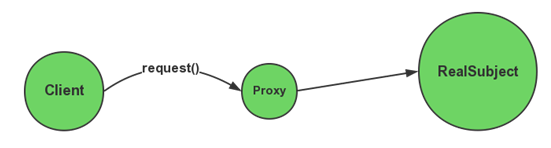 Client
request()
Proxy
RealSubject